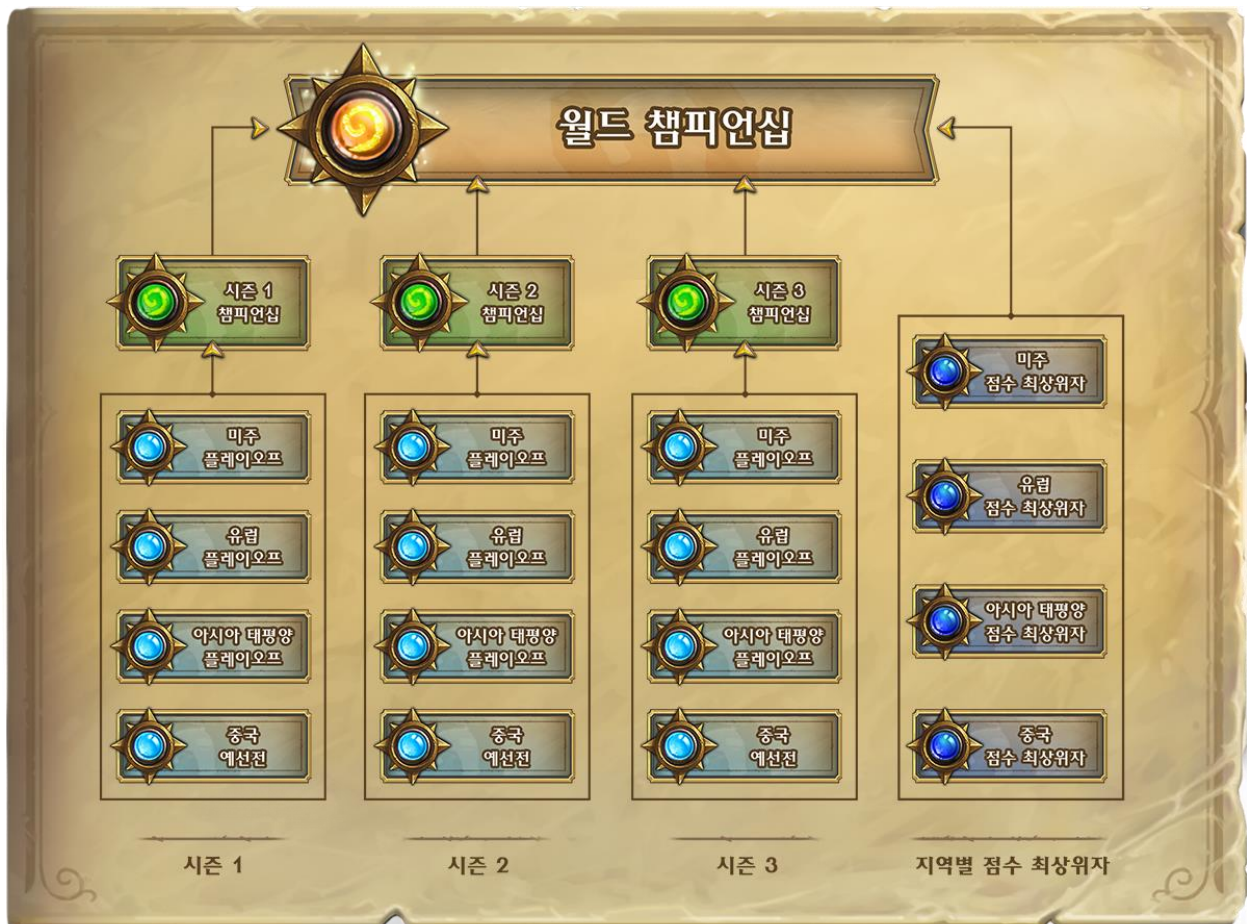 월드 챔피언십
시즌 1
챔피언십
시즌 2
챔피언십
시즌 3
챔피언십
미주
플레이오프
유럽
플레이오프
아시아 태평양
플레이오프
중국
예선전
미주
플레이오프
유럽
플레이오프
아시아 태평양
플레이오프
중국
예선전
미주
플레이오프
유럽
플레이오프
아시아 태평양
플레이오프
중국
예선전
미주
점수 최상위자
유럽
점수 최상위자
아시아 태평양
점수 최상위자
중국
점수 최상위자
시즌 1
시즌 2
시즌 3
지역별 점수 최상위자